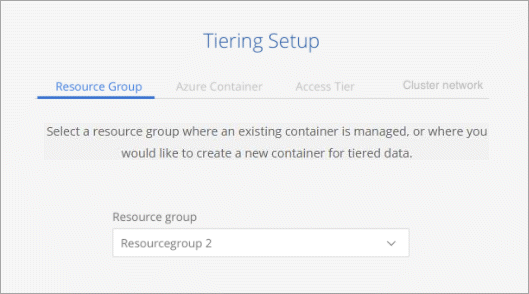 Tiering Setup
Resource Group Azure Container Access Tier Cluster network
Select a resource group where an existing container is managed, or where you
would like to create a new container for tiered data.
Resource group
Resourcegroup 2